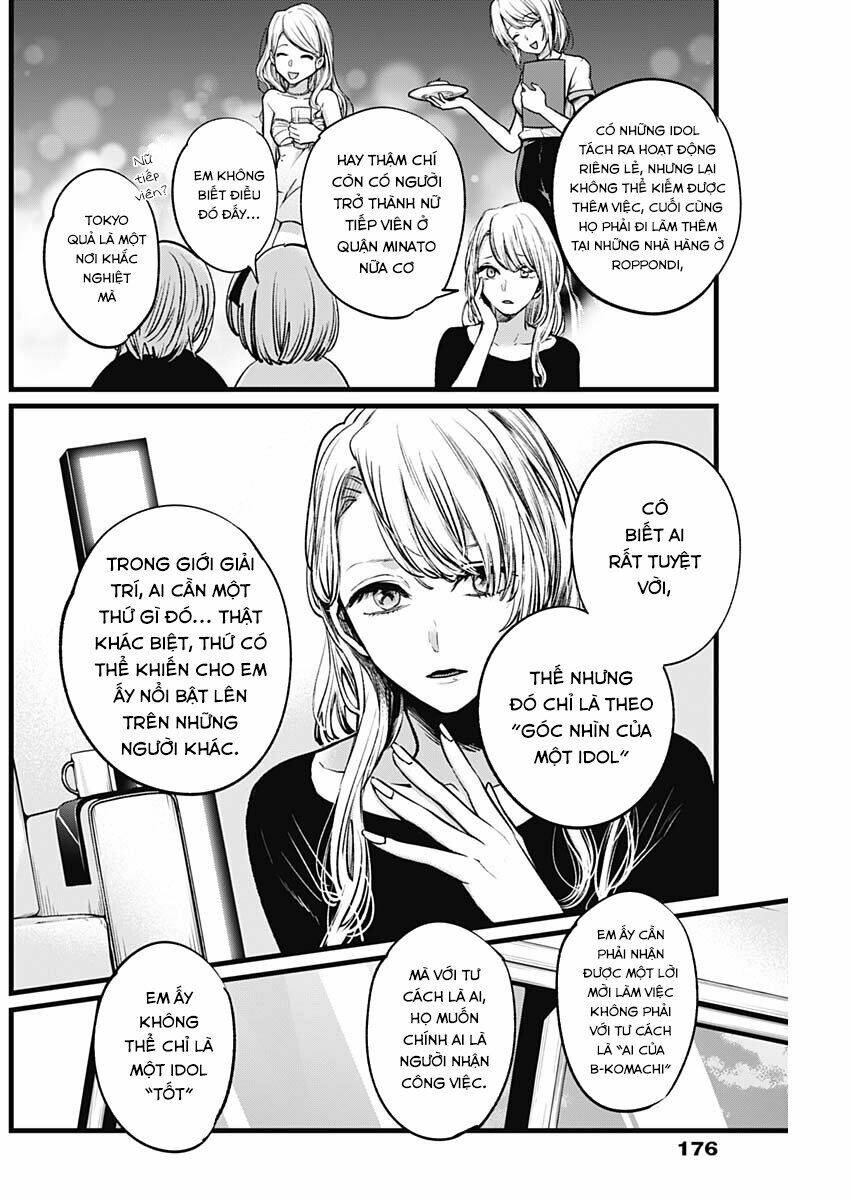 CÓ NHỮNG IDOL
TÁCH RA HOẠT ĐỘNG
RIÊNG LẺ, NHƯNG LẠI
KHÔNG THỂ KIẾM ĐƯỢC
THÊM VIỆC, CUỐI CÙNG
HỌ PHẢI ĐI LÀM THÊM
TẠI NHỮNG NHÀ HÀNG Ở
ROPPONDI,
HAY THẬM CHÍ
CÒN CÓ NGƯỜI
TRỞ THÀNH NỮ
TIẾP VIÊN Ở
QUẬN MINATO
NỮA CƠ
EM KHÔNG
BIẾT ĐIỀU
ĐÓ ĐẤY...
Nữ
tiếp
viên?
TOKYO
QUẢ LÀ MỘT
NƠI KHẮC
NGHIỆT
MÀ
CÔ
BIẾT AI
RẤT TUYỆT
VỜI,
THẾ NHƯNG
ĐÓ CHỈ LÀ THEO
"GÓC NHÌN CỦA
MỘT IDOL"
TRONG GIỚI GIẢI
TRÍ, AI CẦN MỘT
THỨ GÌ ĐÓ... THẬT
KHÁC BIỆT, THỨ CÓ
THỂ KHIẾN CHO EM
ẤY NỔI BẬT LÊN
TRÊN NHỮNG
NGƯỜI KHÁC.
EM ẤY CẦN
PHẢI NHẬN
ĐƯỢC MỘT LỜI
MỜI LÀM VIỆC
KHÔNG PHẢI
VỚI TƯ CÁCH
LÀ "AI CỦA
B-KOMACHI"
MÀ VỚI TƯ
CÁCH LÀ AI,
HỌ MUỐN
CHÍNH AI LÀ
NGƯỜI NHẬN
CÔNG VIỆC.
EM ẤY
KHÔNG
THỂ CHỈ LÀ
MỘT IDOL
"TỐT"
176